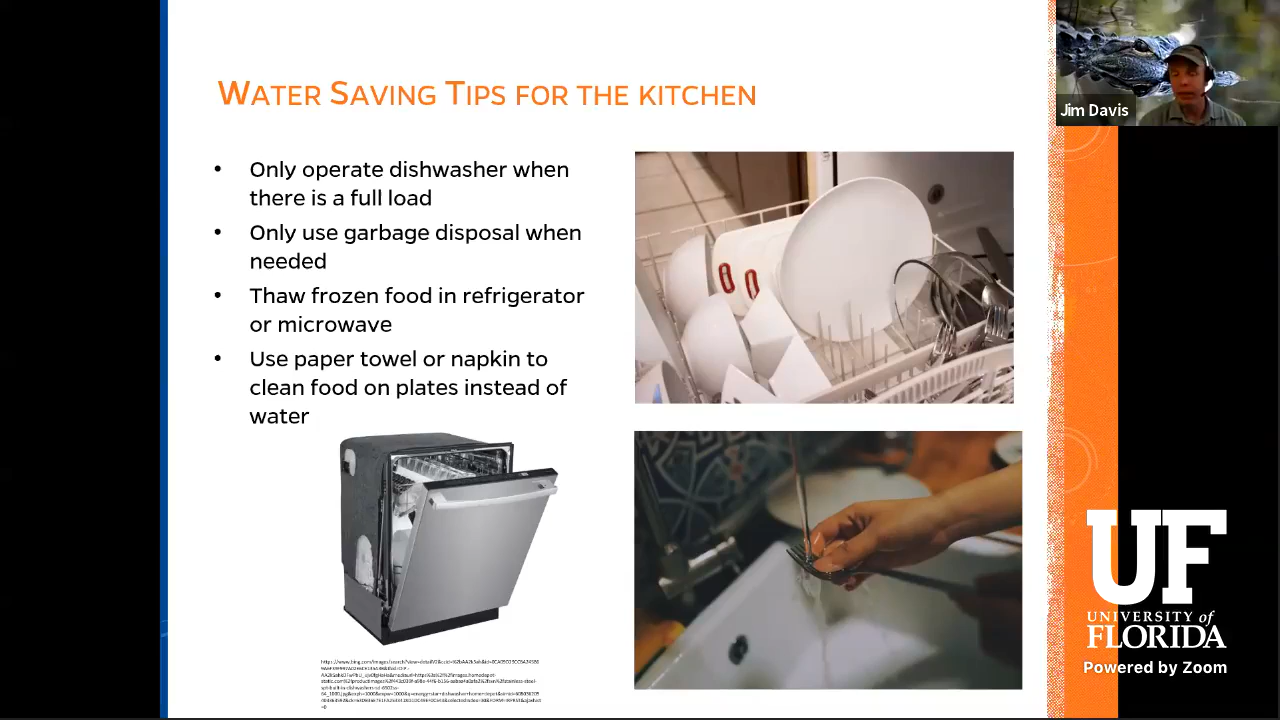 WATER SAVING TIPS FOR THE KITCHEN
Jim Davis
• Only operate dishwasher when
there is a full load
• Only use garbage disposal when
needed
• Thaw frozen food in refrigerator
or microwave
• Use paper towel or napkin to
clean food on plates instead of
water
UF
UNIVERSITY of
FLORIDA
Powered by Zoom